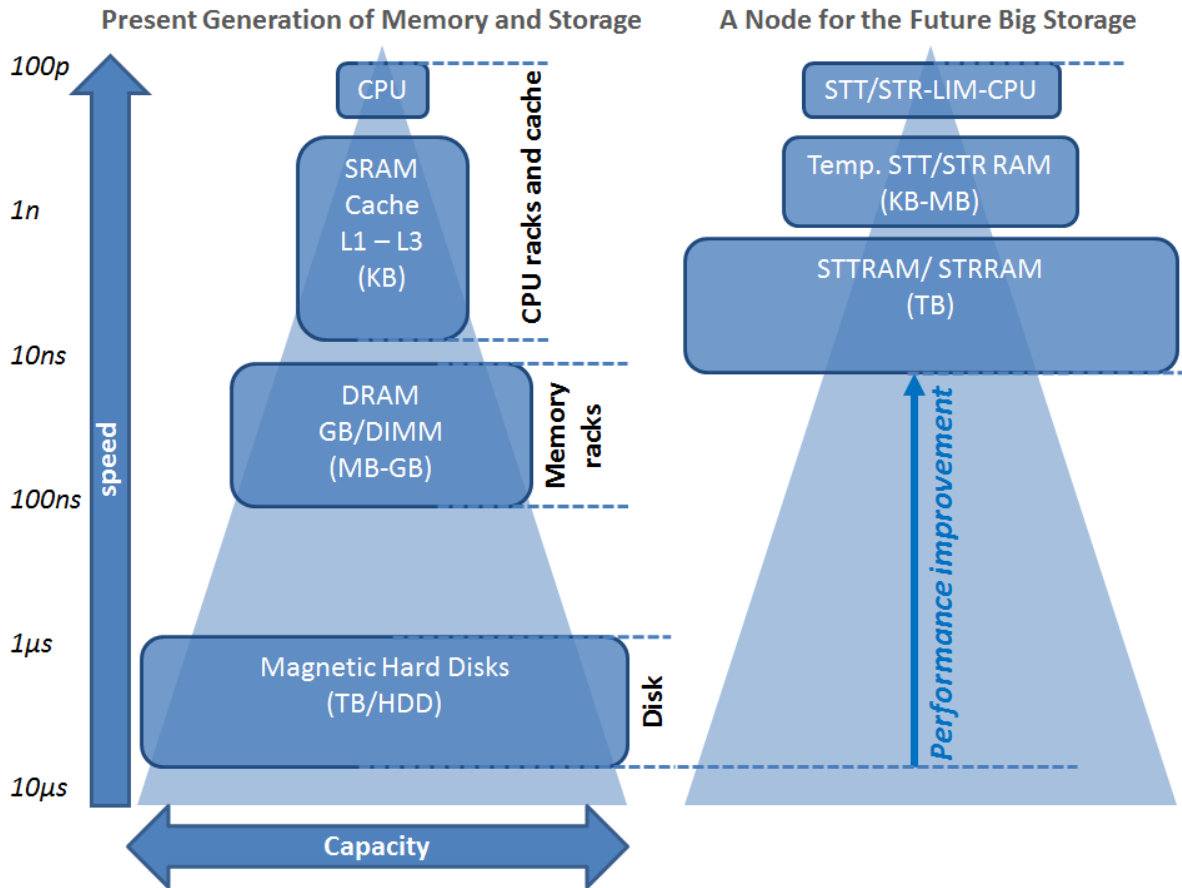 Present Generation of Memory and Storage
A Node for the Future Big Storage
100p
1n
10ns
100ns
1µs
10µs
speed
CPU
SRAM
Cache
L1 – L3
(KB)
CPU racks and cache
DRAM
GB/DIMM
(MB-GB)
Memory
racks
Magnetic Hard Disks
(TB/HDD)
Disk
Capacity
STT/STR-LIM-CPU
Temp. STT/STR RAM
(KB-MB)
STTRAM/ STRRAM
(TB)
Performance improvement